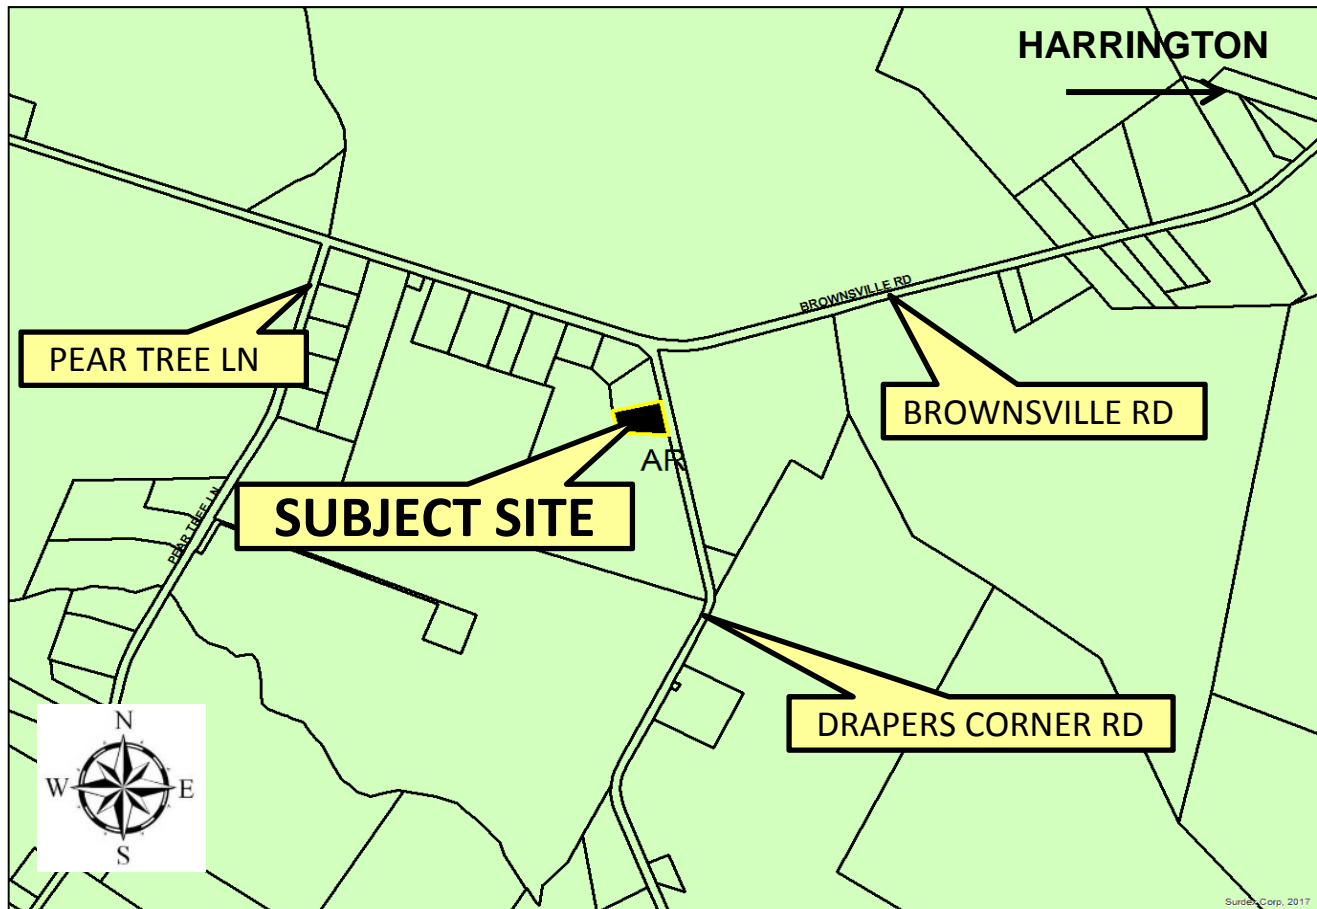 HARRINGTON
BROWNSVILLE RD
PEAR TREE LN
BROWNSVILLE RD
AR
SUBJECT SITE
PEAR TREE LN
DRAPERS CORNER RD
N
W E
S
Surdex Corp, 2017